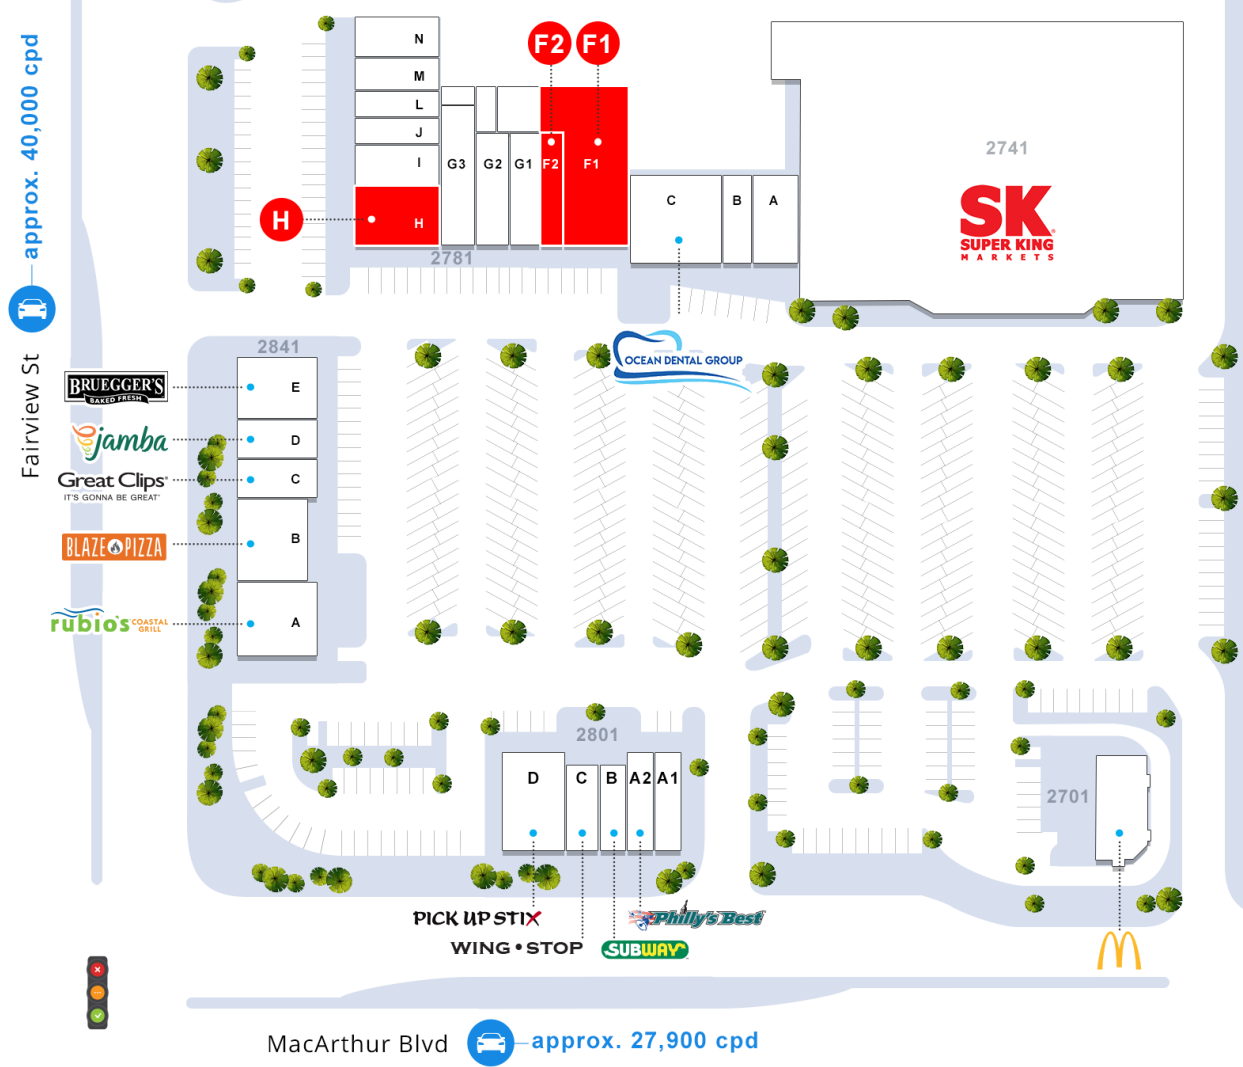 approx. 40,000 cpd
Fairview St
N
M
L
J
I
H
H
G3
G2
G1
F2
F1
F2
F1
2781
C
B
A
2741
SK
®
SUPER KING
MARKETS
OCEAN DENTAL GROUP
2841
E
D
C
B
A
BRUEGGER'S
BAKED FRESH
jamba
Great Clips®
IT'S GONNA BE GREAT®
BLAZE PIZZA
rubio's COASTAL
GRILL
2801
D
C
B
A2
A1
PICK UP STIX
WING•STOP
Philly's Best
SUBWAY
2701
MacArthur Blvd
approx. 27,900 cpd